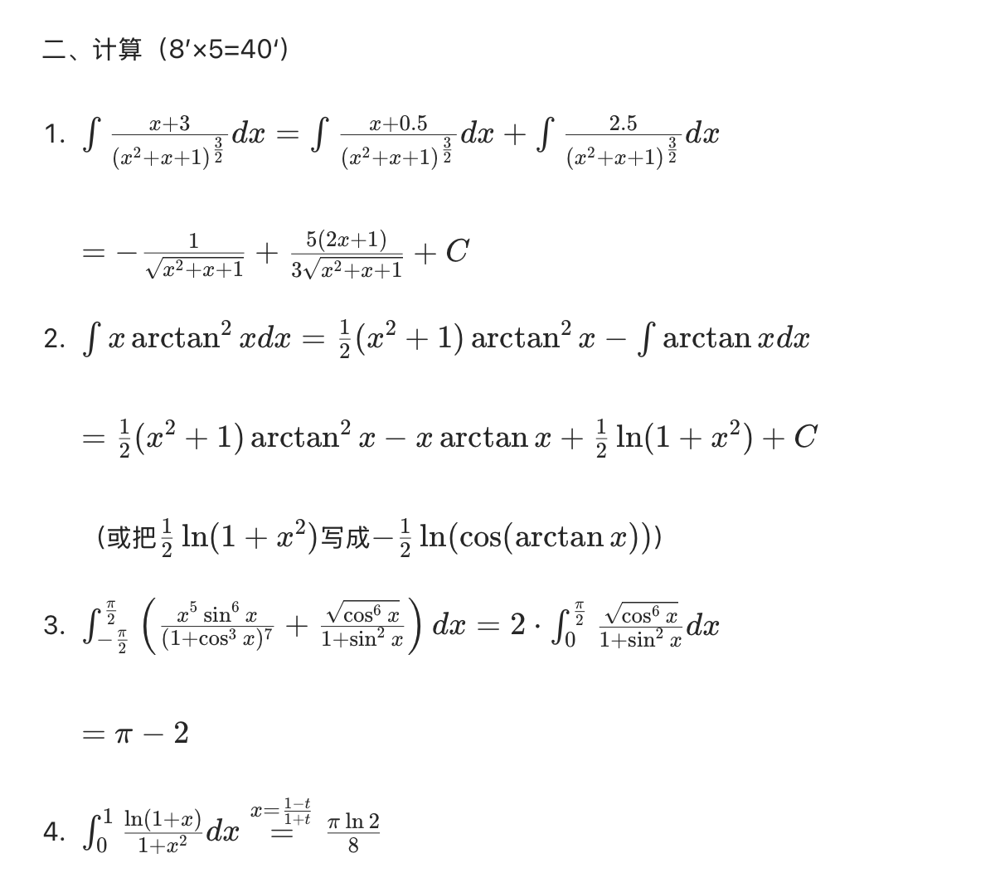 二、计算（8′×5=40′）
1. $\int \frac{x+3}{(x^2+x+1)^{\frac{3}{2}}}dx = \int \frac{x+0.5}{(x^2+x+1)^{\frac{3}{2}}}dx + \int \frac{2.5}{(x^2+x+1)^{\frac{3}{2}}}dx$
$= -\frac{1}{\sqrt{x^2+x+1}} + \frac{5(2x+1)}{3\sqrt{x^2+x+1}} + C$
2. $\int x \arctan^2 x dx = \frac{1}{2}(x^2+1)\arctan^2 x - \int \arctan x dx$
$= \frac{1}{2}(x^2+1)\arctan^2 x - x\arctan x + \frac{1}{2}\ln(1+x^2) + C$
(或把$\frac{1}{2}\ln(1+x^2)$写成$-\frac{1}{2}\ln(\cos(\arctan x))$)
3. $\int_{-\frac{\pi}{2}}^{\frac{\pi}{2}} \left( \frac{x^5 \sin^6 x}{(1+\cos^3 x)^7} + \frac{\sqrt{\cos^6 x}}{1+\sin^2 x} \right) dx = 2 \cdot \int_0^{\frac{\pi}{2}} \frac{\sqrt{\cos^6 x}}{1+\sin^2 x} dx$
$= \pi - 2$
4. $\int_0^1 \frac{\ln(1+x)}{1+x^2} dx \overset{x=\frac{1-t}{1+t}}{=} \frac{\pi \ln 2}{8}$